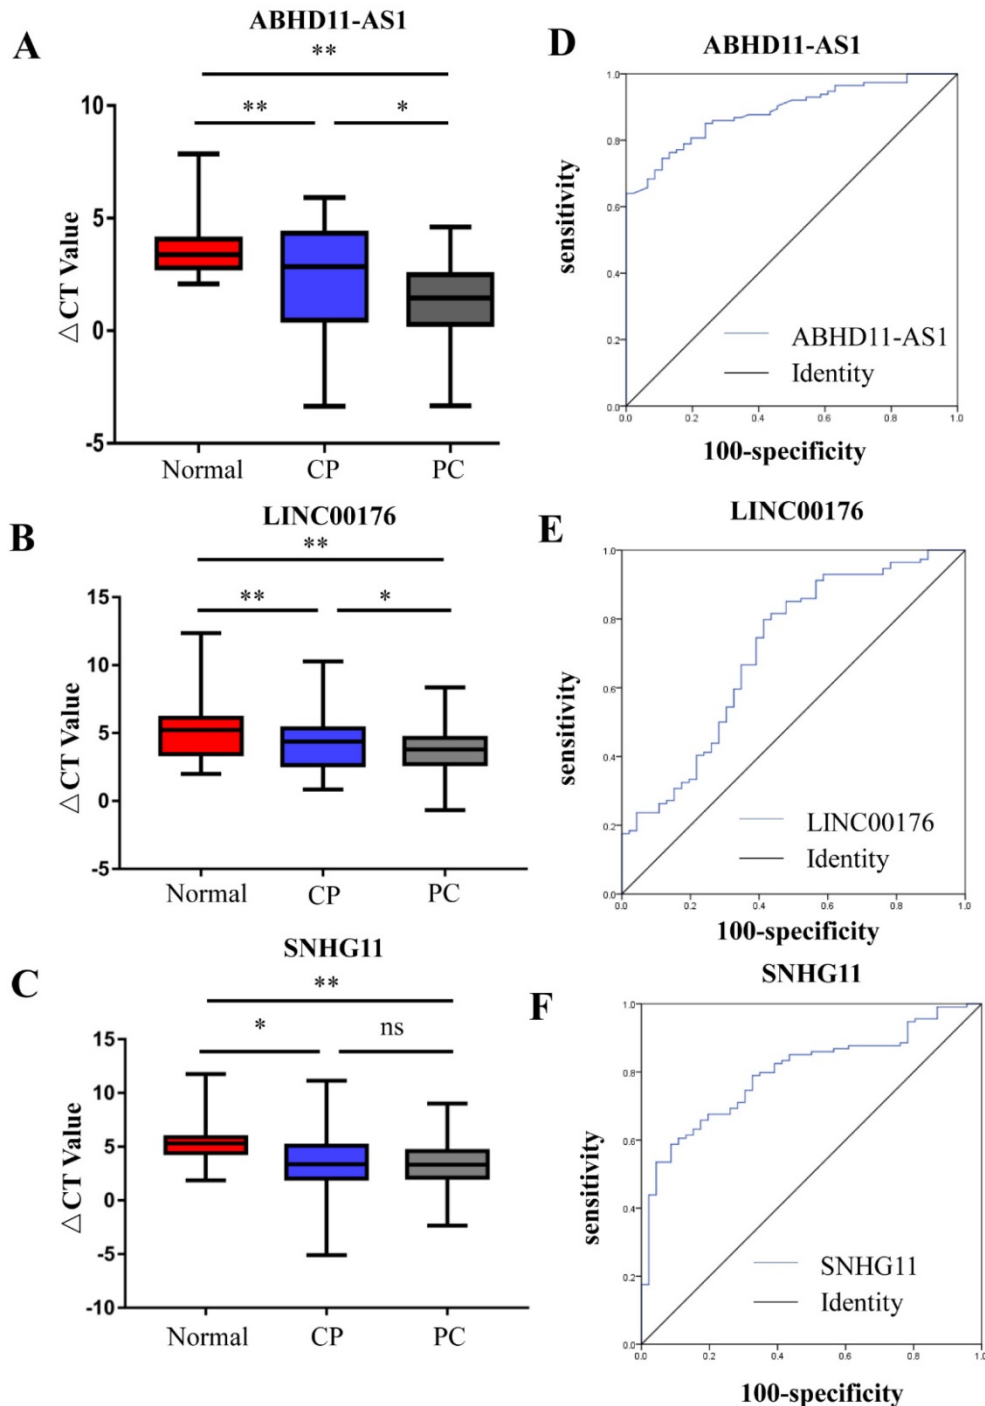 A
ABHD11-AS1
**
** *
△CT Value
10
5
0
-5
Normal CP PC
D
ABHD11-AS1
sensitivity
1.0
0.8
0.6
0.4
0.2
0.0
0.0 0.2 0.4 0.6 0.8 1.0
ABHD11-AS1
Identity
100-specificity
B
LINC00176
**
** *
△CT Value
15
10
5
0
-5
Normal CP PC
E
LINC00176
sensitivity
1.0
0.8
0.6
0.4
0.2
0.0
0.0 0.2 0.4 0.6 0.8 1.0
LINC00176
Identity
100-specificity
C
SNHG11
**
* ns
△CT Value
15
10
5
0
-5
-10
Normal CP PC
F
SNHG11
sensitivity
1.0
0.8
0.6
0.4
0.2
0.0
0.0 0.2 0.4 0.6 0.8 1.0
SNHG11
Identity
100-specificity